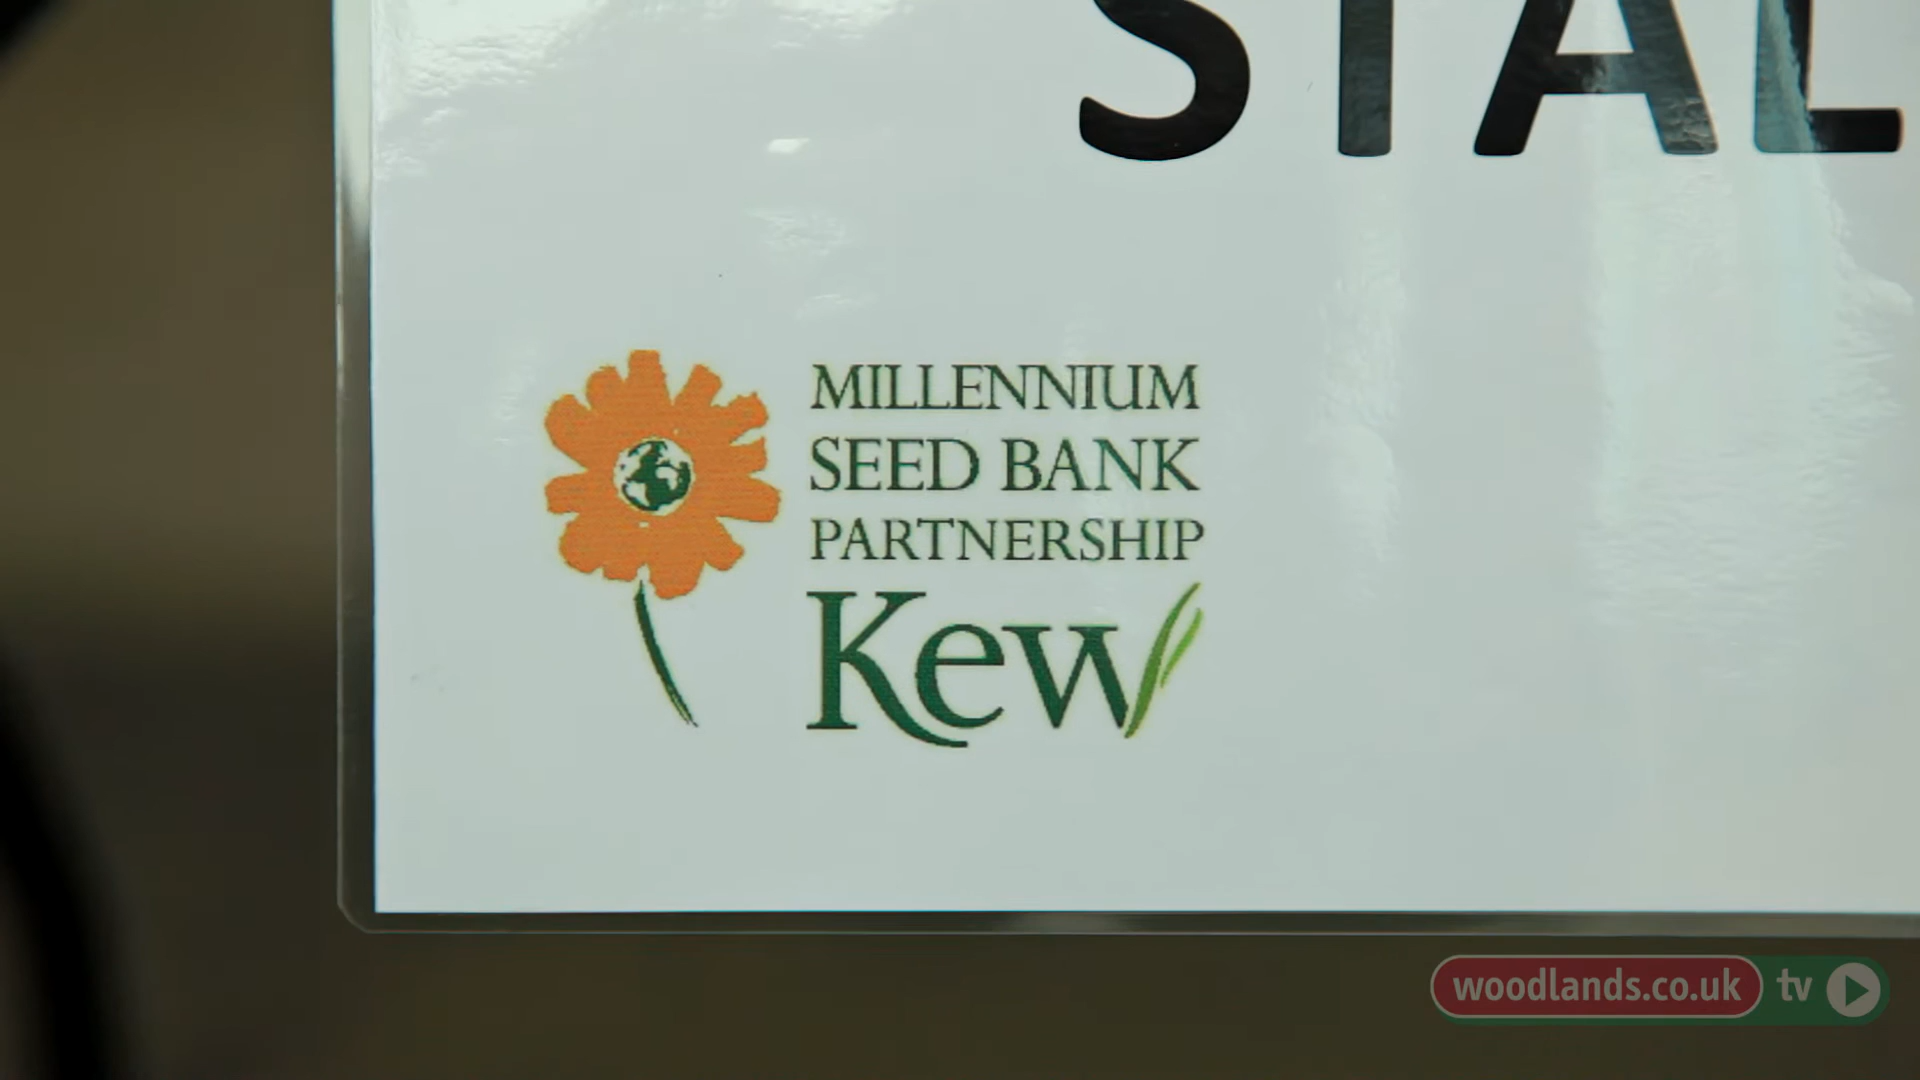 MILLENNIUM
SEED BANK
PARTNERSHIP
Kew
woodlands.co.uk tv